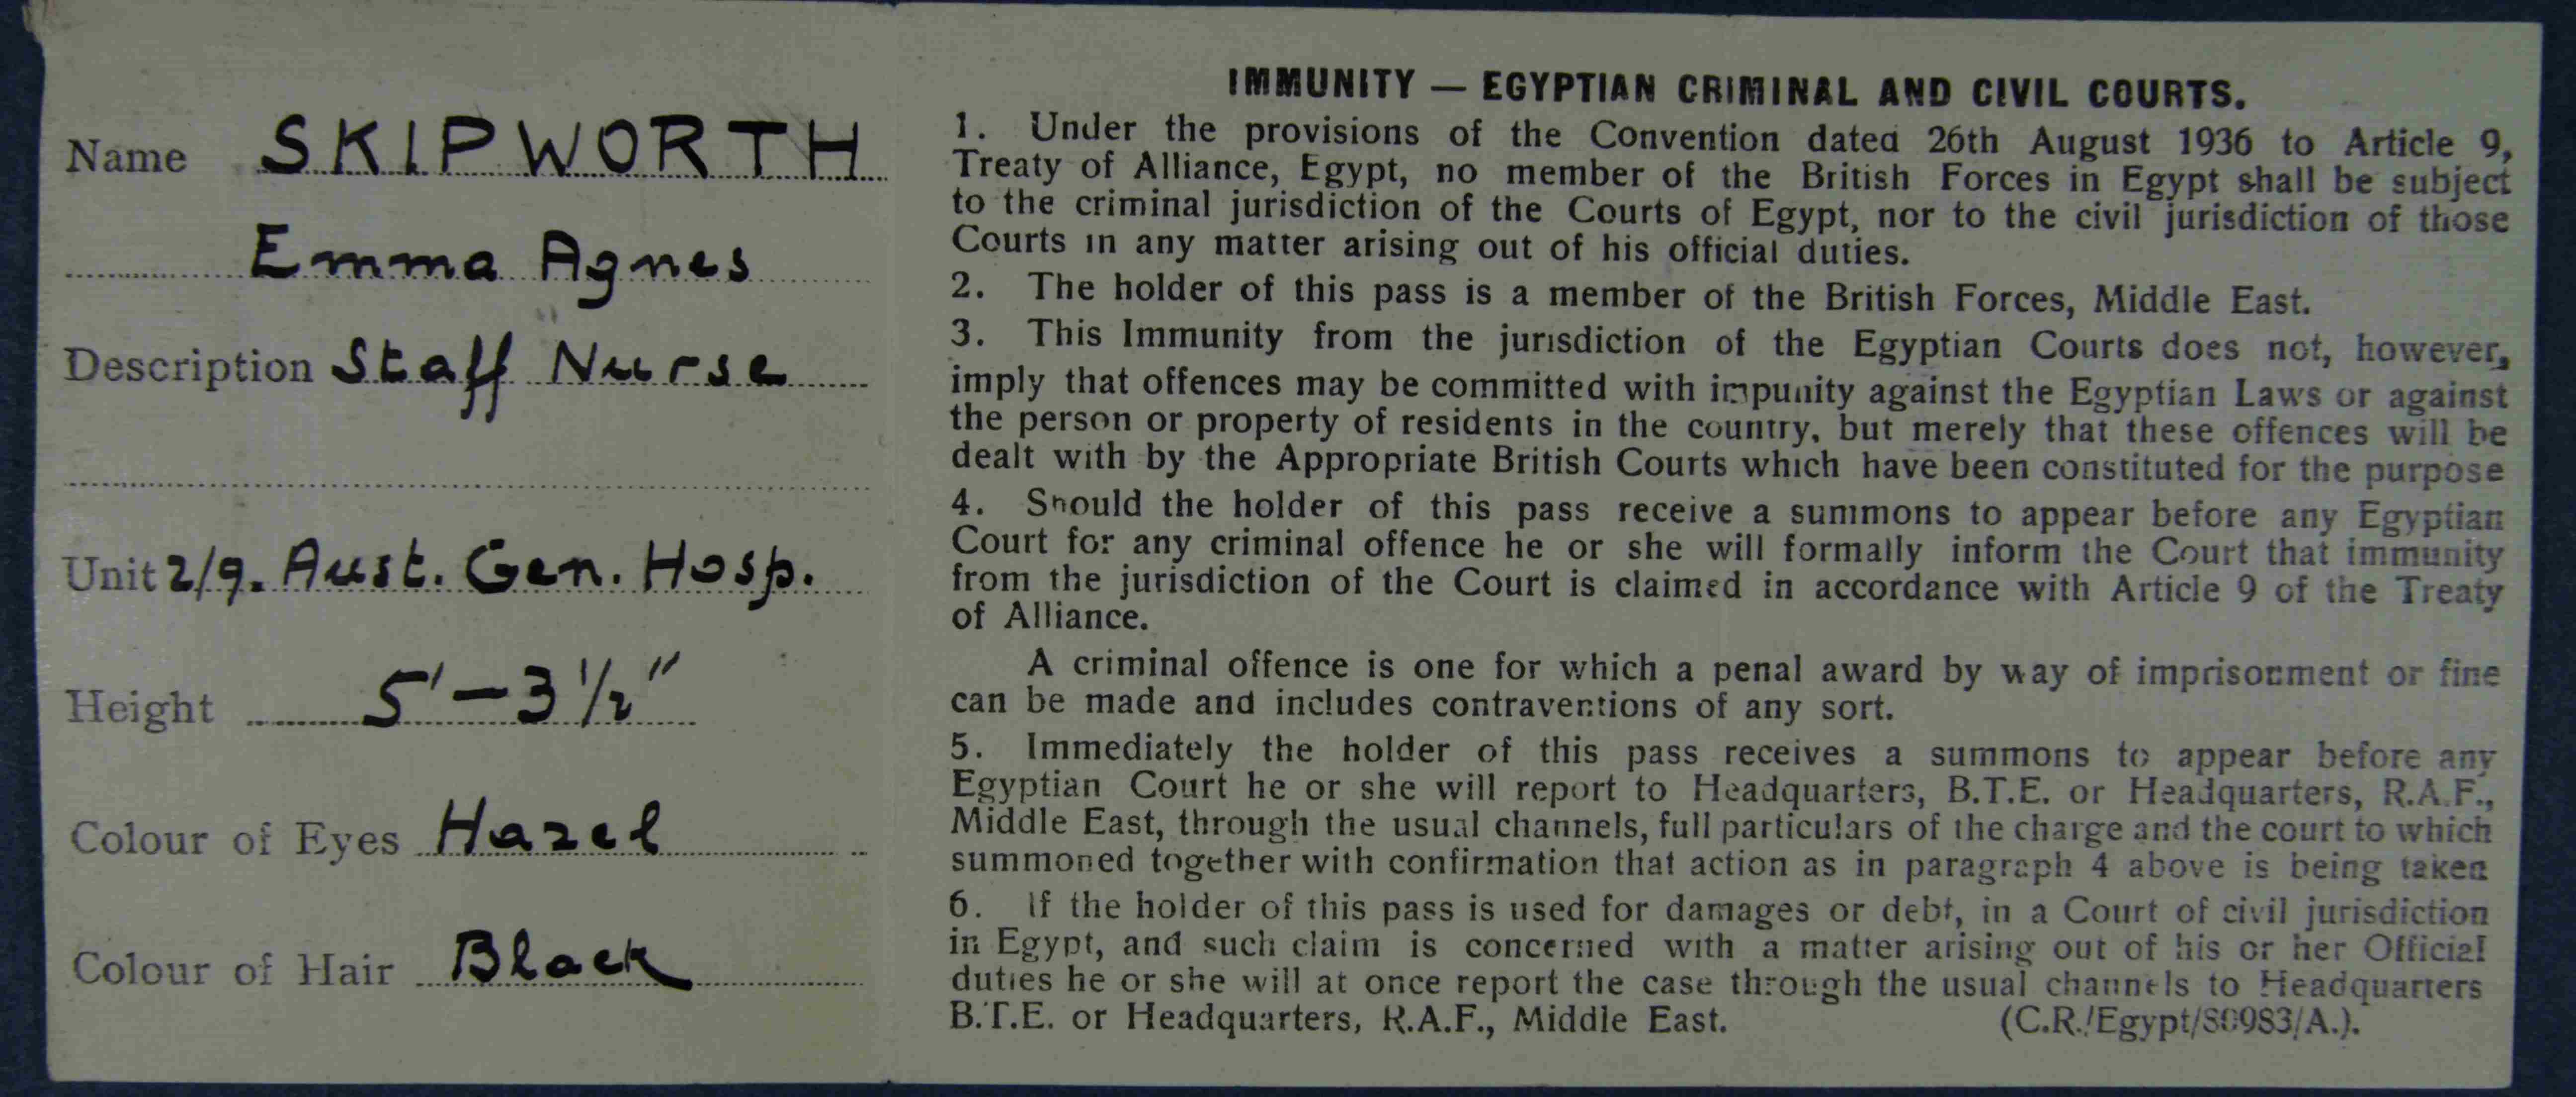 Name SKIPWORTH
Emma Agnes
Description Staff Nurse
Unit 2/9. Aust. Gen. Hosp.
Height 5'-3 1/2"
Colour of Eyes Hazel
Colour of Hair Black
IMMUNITY — EGYPTIAN CRIMINAL AND CIVIL COURTS.
1. Under the provisions of the Convention dated 26th August 1936 to Article 9,
Treaty of Alliance, Egypt, no member of the British Forces in Egypt shall be subject
to the criminal jurisdiction of the Courts of Egypt, nor to the civil jurisdiction of those
Courts in any matter arising out of his official duties.
2. The holder of this pass is a member of the British Forces, Middle East.
3. This Immunity from the jurisdiction of the Egyptian Courts does not, however,
imply that offences may be committed with impunity against the Egyptian Laws or against
the person or property of residents in the country, but merely that these offences will be
dealt with by the Appropriate British Courts which have been constituted for the purpose
4. Should the holder of this pass receive a summons to appear before any Egyptian
Court for any criminal offence he or she will formally inform the Court that immunity
from the jurisdiction of the Court is claimed in accordance with Article 9 of the Treaty
of Alliance.
A criminal offence is one for which a penal award by way of imprisonment or fine
can be made and includes contraventions of any sort.
5. Immediately the holder of this pass receives a summons to appear before any
Egyptian Court he or she will report to Headquarters, B.T.E. or Headquarters, R.A.F.,
Middle East, through the usual channels, full particulars of the charge and the court to which
summoned together with confirmation that action as in paragraph 4 above is being taken
6. If the holder of this pass is used for damages or debt, in a Court of civil jurisdiction
in Egypt, and such claim is concerned with a matter arising out of his or her Official
duties he or she will at once report the case through the usual channels to Headquarters
B.T.E. or Headquarters, R.A.F., Middle East. (C.R./Egypt/80983/A.).